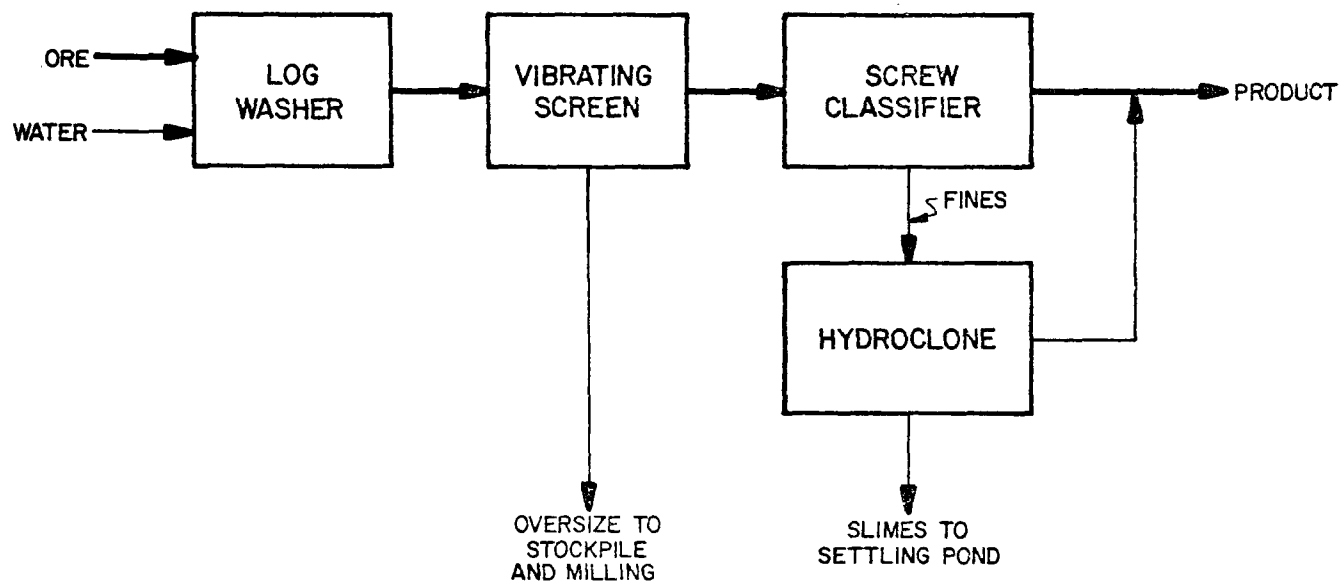 ORE
WATER
LOG
WASHER
VIBRATING
SCREEN
SCREW
CLASSIFIER
PRODUCT
FINES
HYDROCLONE
OVERSIZE TO
STOCKPILE
AND MILLING
SLIMES TO
SETTLING POND